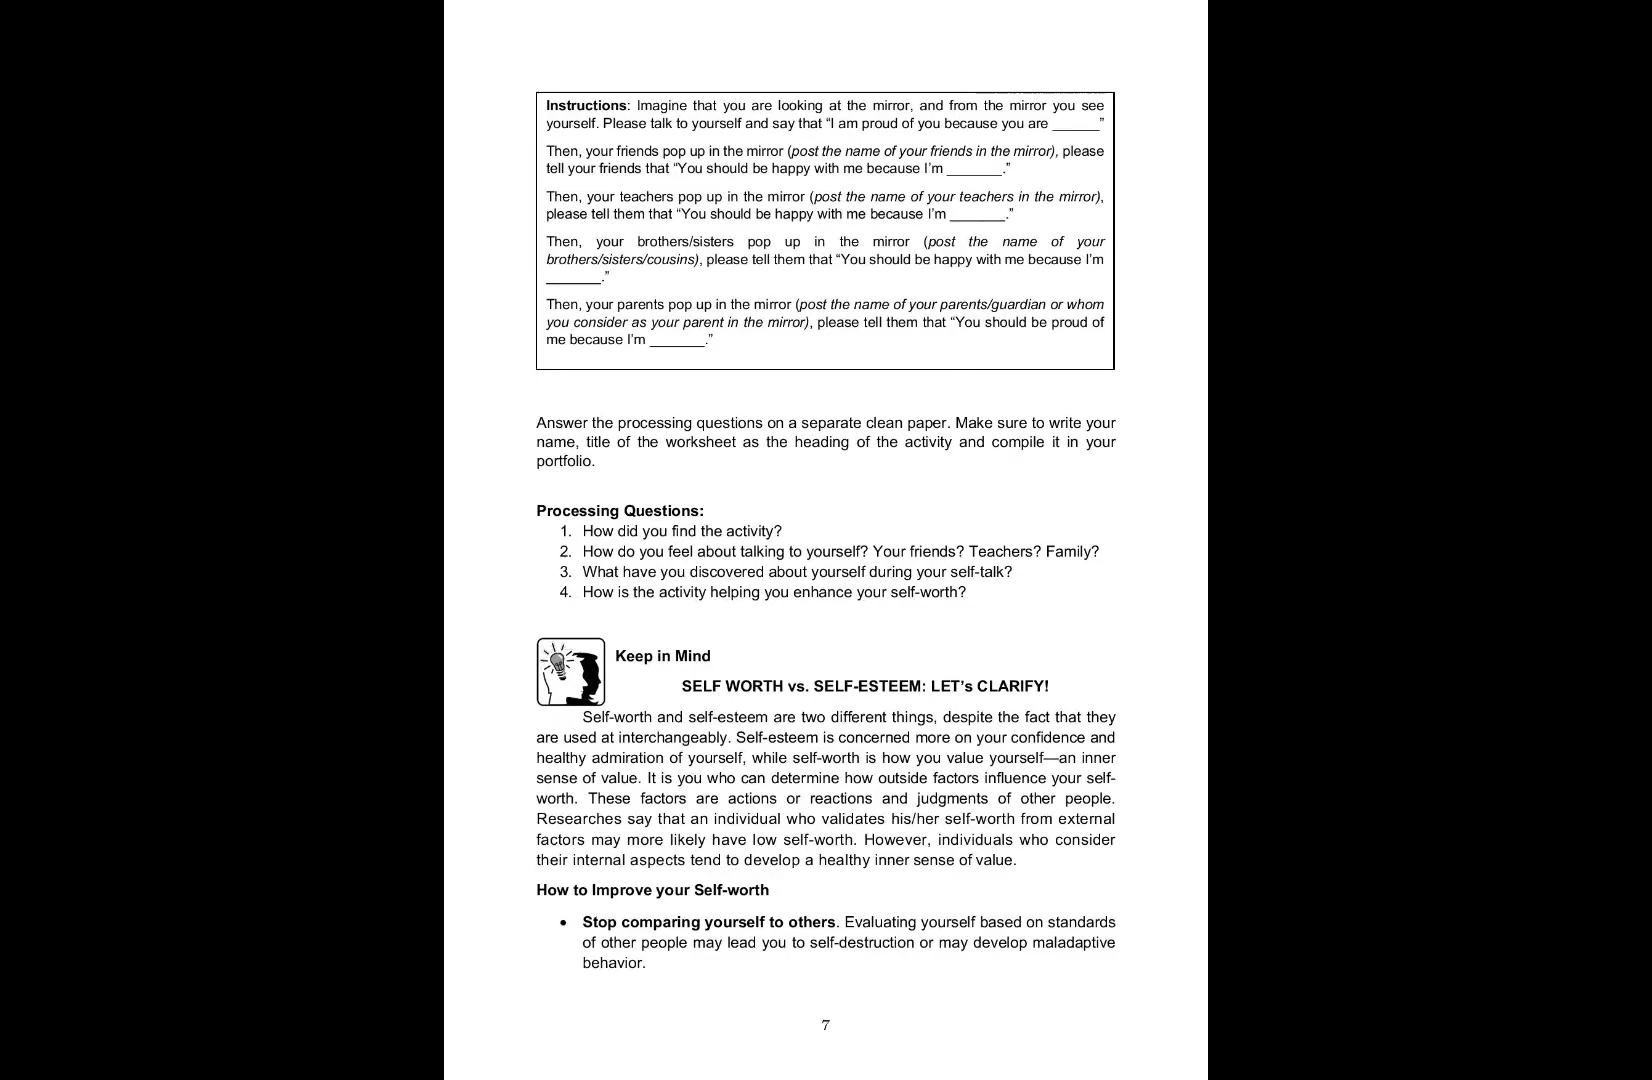 Instructions: Imagine that you are looking at the mirror, and from the mirror you see
yourself. Please talk to yourself and say that “I am proud of you because you are ______”
Then, your friends pop up in the mirror (post the name of your friends in the mirror), please
tell your friends that “You should be happy with me because I’m _______.”
Then, your teachers pop up in the mirror (post the name of your teachers in the mirror),
please tell them that “You should be happy with me because I’m _______.”
Then, your brothers/sisters pop up in the mirror (post the name of your
brothers/sisters/cousins), please tell them that “You should be happy with me because I’m
_______.”
Then, your parents pop up in the mirror (post the name of your parents/guardian or whom
you consider as your parent in the mirror), please tell them that “You should be proud of
me because I’m _______.”
Answer the processing questions on a separate clean paper. Make sure to write your
name, title of the worksheet as the heading of the activity and compile it in your
portfolio.
Processing Questions:
1. How did you find the activity?
2. How do you feel about talking to yourself? Your friends? Teachers? Family?
3. What have you discovered about yourself during your self-talk?
4. How is the activity helping you enhance your self-worth?
Keep in Mind
SELF WORTH vs. SELF-ESTEEM: LET’s CLARIFY!
Self-worth and self-esteem are two different things, despite the fact that they
are used at interchangeably. Self-esteem is concerned more on your confidence and
healthy admiration of yourself, while self-worth is how you value yourself—an inner
sense of value. It is you who can determine how outside factors influence your self-
worth. These factors are actions or reactions and judgments of other people.
Researches say that an individual who validates his/her self-worth from external
factors may more likely have low self-worth. However, individuals who consider
their internal aspects tend to develop a healthy inner sense of value.
How to Improve your Self-worth
• Stop comparing yourself to others. Evaluating yourself based on standards
of other people may lead you to self-destruction or may develop maladaptive
behavior.
7